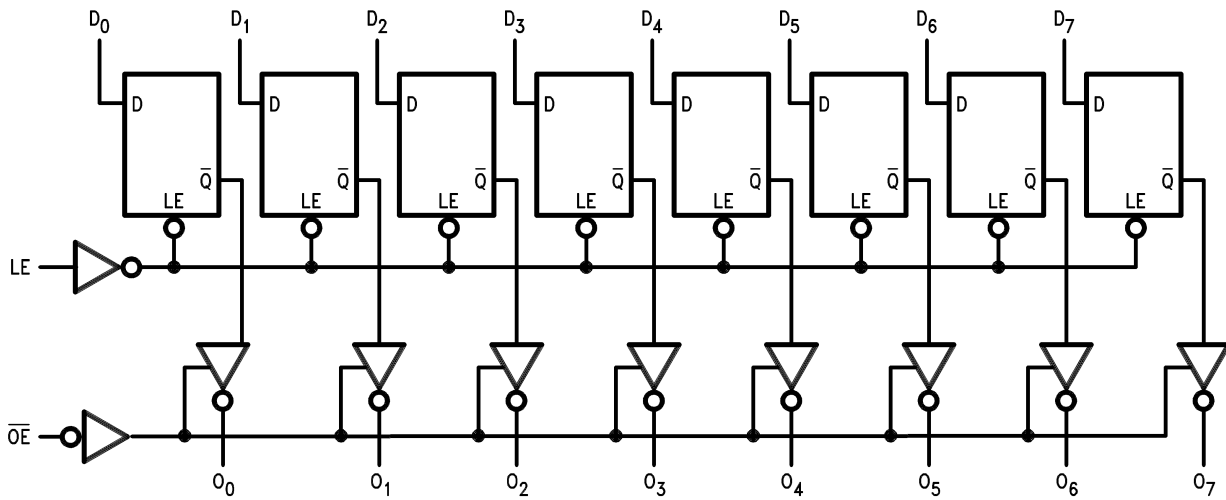 D0 D1 D2 D3 D4 D5 D6 D7
D D D D D D D D
Q̅ Q̅ Q̅ Q̅ Q̅ Q̅ Q̅ Q̅
LE LE LE LE LE LE LE LE
LE
O̅E̅
O0 O1 O2 O3 O4 O5 O6 O7